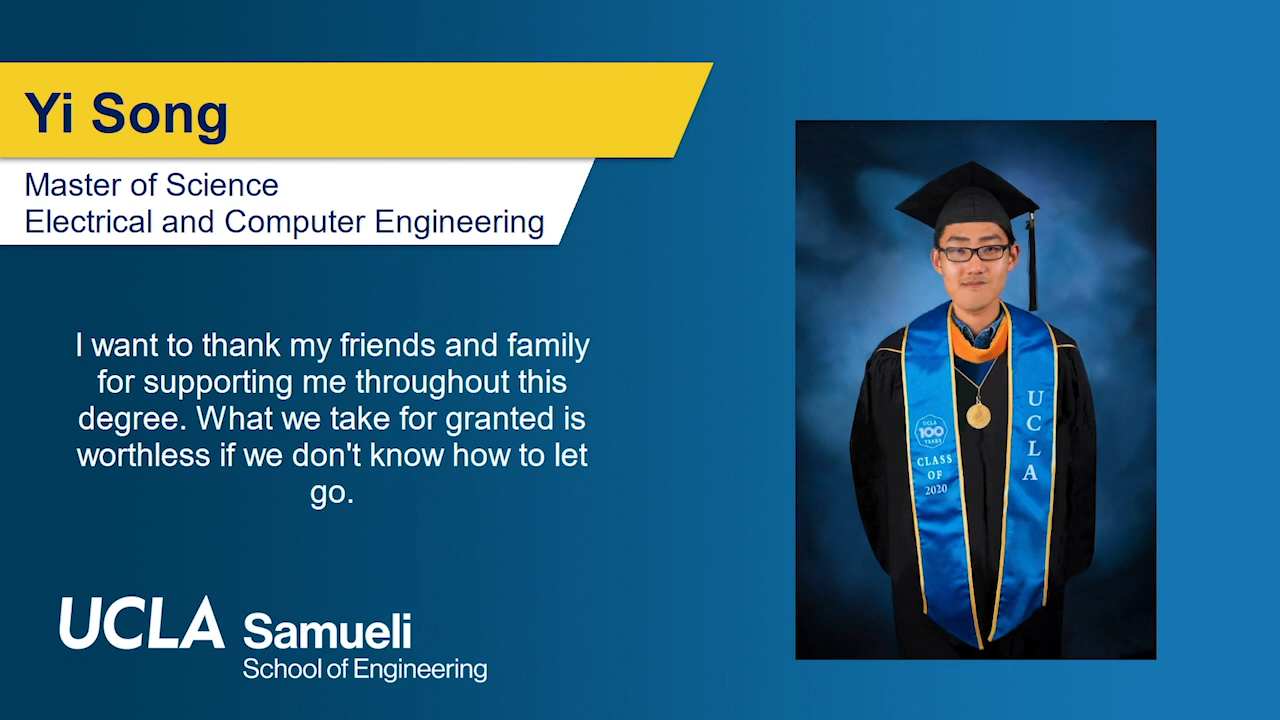 Yi Song
Master of Science
Electrical and Computer Engineering
I want to thank my friends and family
for supporting me throughout this
degree. What we take for granted is
worthless if we don't know how to let
go.
UCLA Samueli
School of Engineering
UCLA
100
YEARS
CLASS
OF
2020
UCLA